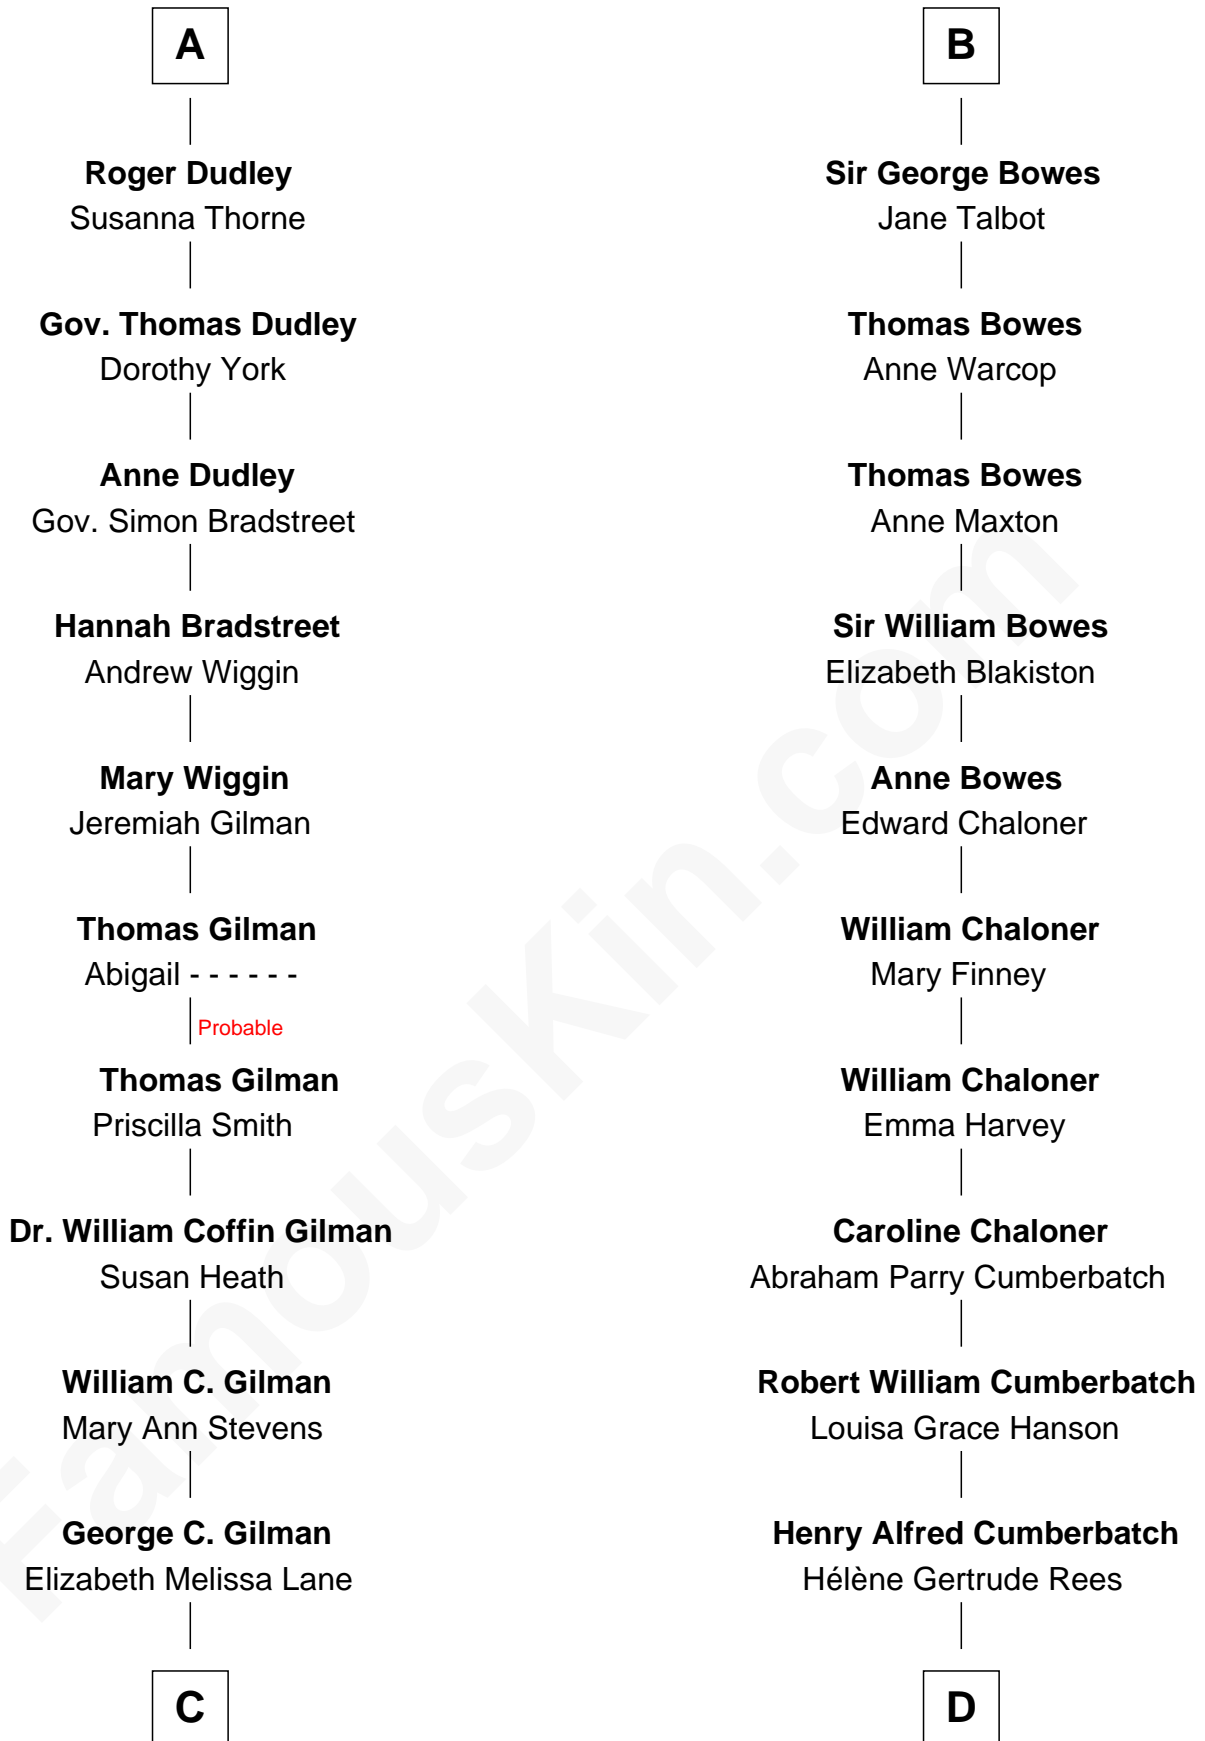 A
Roger Dudley
Susanna Thorne
Gov. Thomas Dudley
Dorothy York
Anne Dudley
Gov. Simon Bradstreet
Hannah Bradstreet
Andrew Wiggin
Mary Wiggin
Jeremiah Gilman
Thomas Gilman
Abigail - - - - - -
Probable
Thomas Gilman
Priscilla Smith
Dr. William Coffin Gilman
Susan Heath
William C. Gilman
Mary Ann Stevens
George C. Gilman
Elizabeth Melissa Lane
C
B
Sir George Bowes
Jane Talbot
Thomas Bowes
Anne Warcop
Thomas Bowes
Anne Maxton
Sir William Bowes
Elizabeth Blakiston
Anne Bowes
Edward Chaloner
William Chaloner
Mary Finney
William Chaloner
Emma Harvey
Caroline Chaloner
Abraham Parry Cumberbatch
Robert William Cumberbatch
Louisa Grace Hanson
Henry Alfred Cumberbatch
Hélène Gertrude Rees
D
FamousKin.com